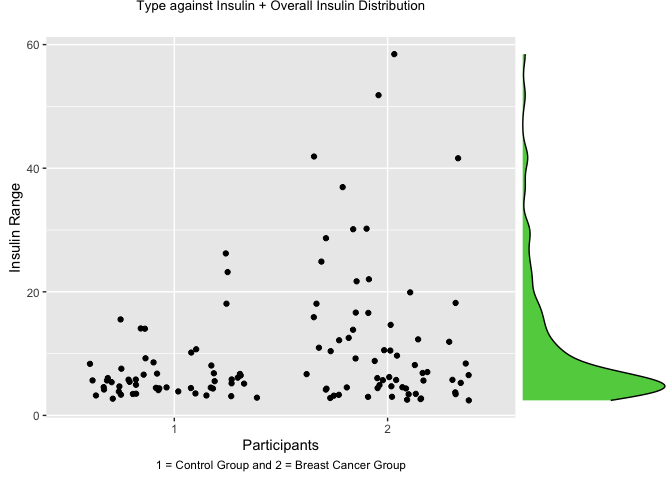 Type against Insulin + Overall Insulin Distribution
60
40
20
0
Insulin Range
1 2
Participants
1 = Control Group and 2 = Breast Cancer Group